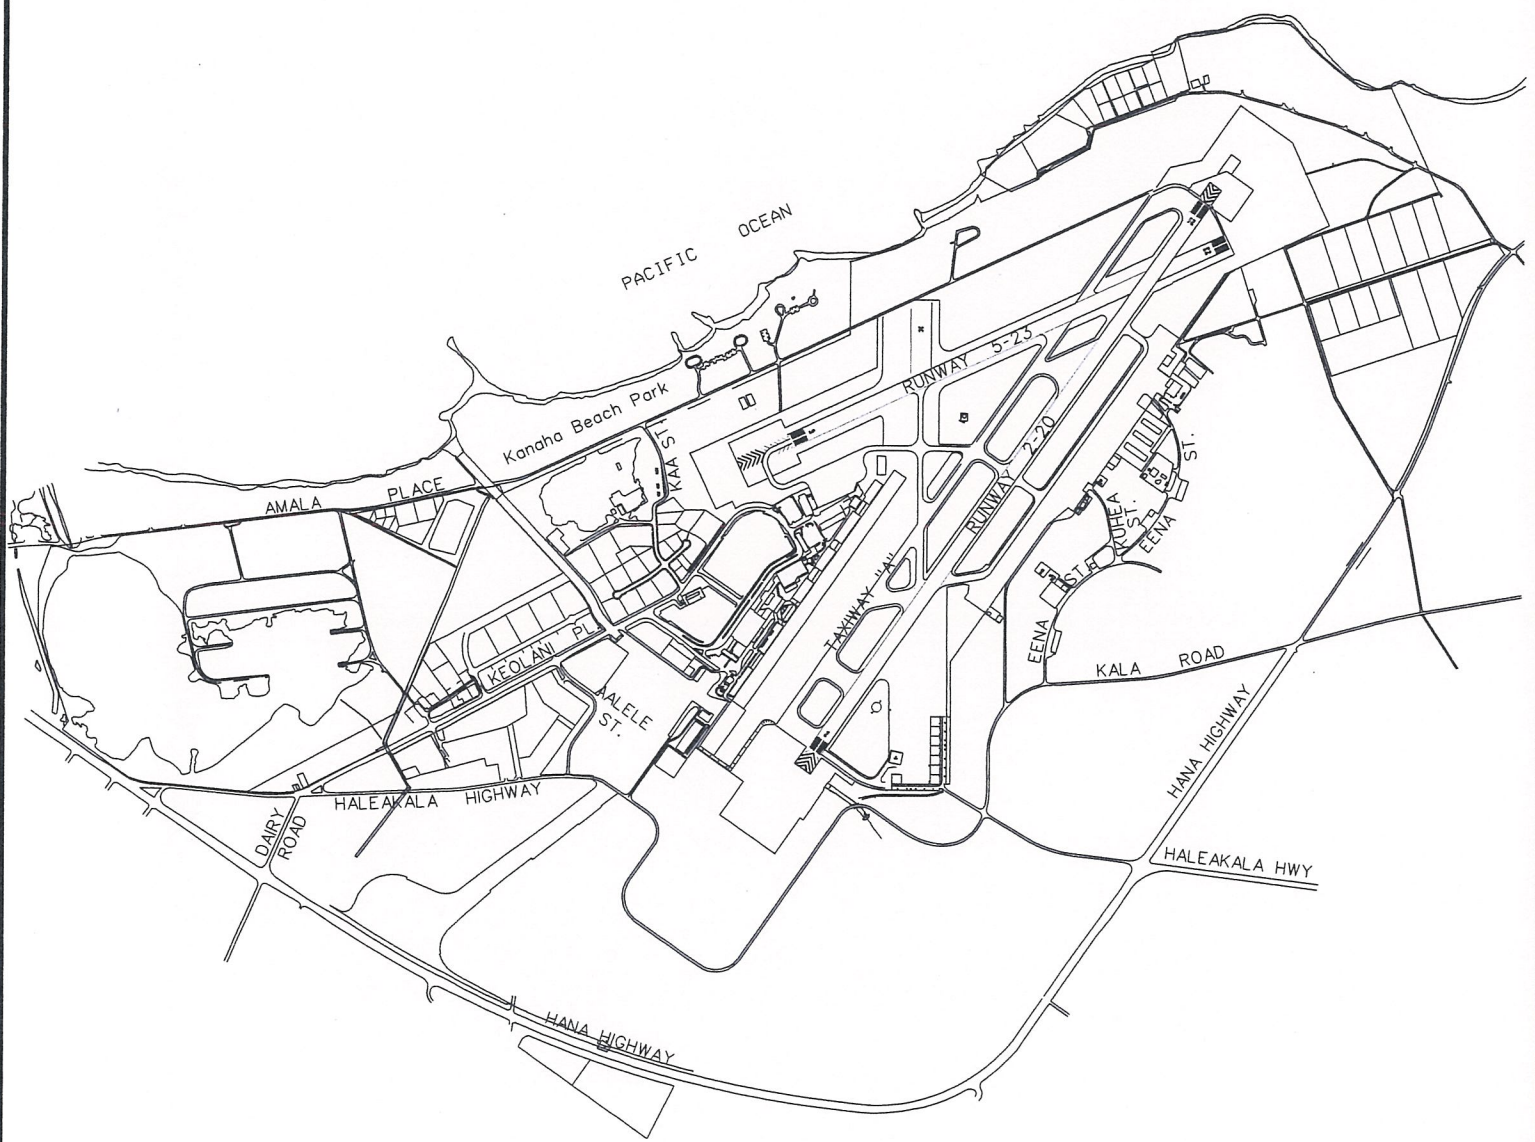 PACIFIC OCEAN
Kanaha Beach Park
RUNWAY 5-23
KAA ST
AMALA PLACE
RUNWAY 2-20
ST.
KUHEA
ST.
EENA
TAXIWAY "A"
EENA ST.
KEOLANI PL
KALA ROAD
AALELE
ST.
HANA HIGHWAY
HALEAKALA HIGHWAY
DAIRY
ROAD
HALEAKALA HWY
HANA HIGHWAY